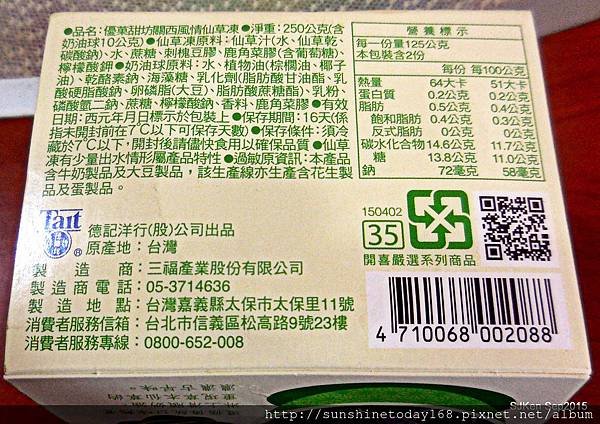 ●品名：優菓甜坊關西風情仙草凍●淨重：250公克(含
奶油球10公克)●仙草凍原料：仙草汁(水、仙草乾、
碳酸鈉)、水、蔗糖、刺槐豆膠、鹿角菜膠(含葡萄糖)、
檸檬酸鉀●奶油球原料：水、植物油(棕櫚油、椰子
油)、乾酪素鈉、海藻糖、乳化劑(脂肪酸甘油酯、乳
酸硬脂酸鈉、卵磷脂(大豆)、脂肪酸蔗糖酯)、乳粉、
磷酸氫二鈉、蔗糖、檸檬酸鈉、香料、鹿角菜膠●有效
日期：西元年月日標示於包裝上●保存期間：16天(係
指未開封前在7℃以下可保存天數)●保存條件：須冷
藏於7℃以下，開封後請儘快食用以確保品質●仙草
凍有少量出水情形屬產品特性●過敏原資訊：本產品
含牛奶製品及大豆製品，該生產線亦生產含花生製
品及蛋製品。
營養標示
每一份量125公克
本包裝含2份
每份 每100公克
熱量 64大卡 51大卡
蛋白質 0.2公克 0.2公克
脂肪 0.5公克 0.4公克
飽和脂肪 0.4公克 0.3公克
反式脂肪 0公克 0公克
碳水化合物 14.6公克 11.7公克
糖 13.8公克 11.0公克
鈉 72毫克 58毫克
Tait
®
德記洋行(股)公司出品
原產地：台灣
製造商：三福產業股份有限公司
製造商電話：05-3714636
製造地點：台灣嘉義縣太保市太保里11號
消費者服務信箱：台北市信義區松高路9號23樓
消費者服務專線：0800-652-008
150402
35
開喜嚴選系列商品
4 710068 002088
SJKen Sep2015
http://sunshinetoday168.pixnet.net/album